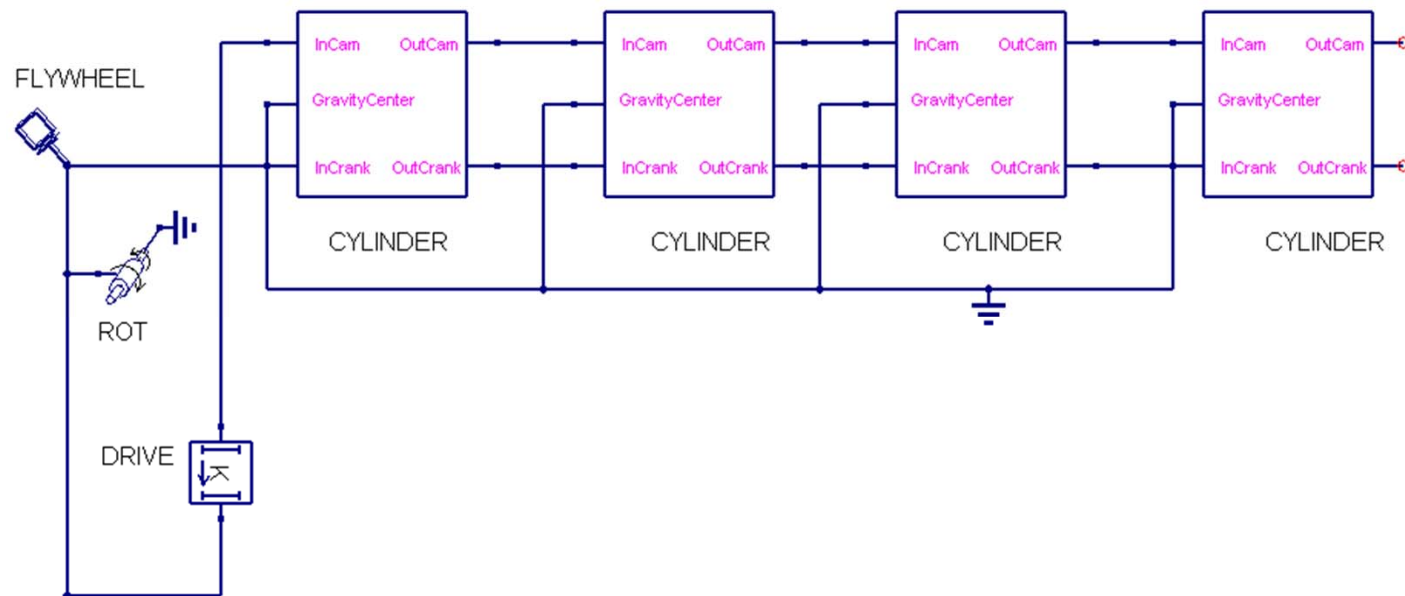 InCam OutCam
InCam OutCam
InCam OutCam
InCam OutCam
FLYWHEEL
GravityCenter
GravityCenter
GravityCenter
GravityCenter
InCrank OutCrank
InCrank OutCrank
InCrank OutCrank
InCrank OutCrank
CYLINDER
CYLINDER
CYLINDER
CYLINDER
ROT
DRIVE
K